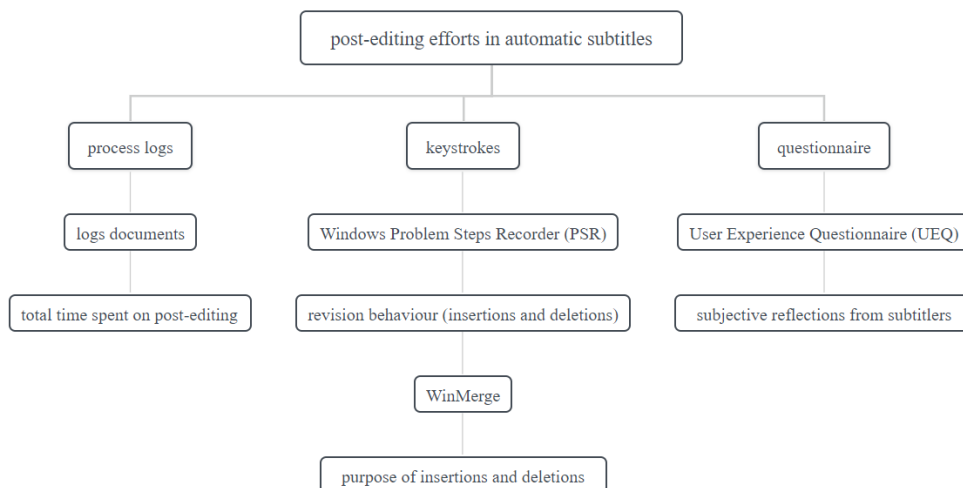 post-editing efforts in automatic subtitles
process logs
keystrokes
questionnaire
logs documents
Windows Problem Steps Recorder (PSR)
User Experience Questionnaire (UEQ)
total time spent on post-editing
revision behaviour (insertions and deletions)
subjective reflections from subtitlers
WinMerge
purpose of insertions and deletions